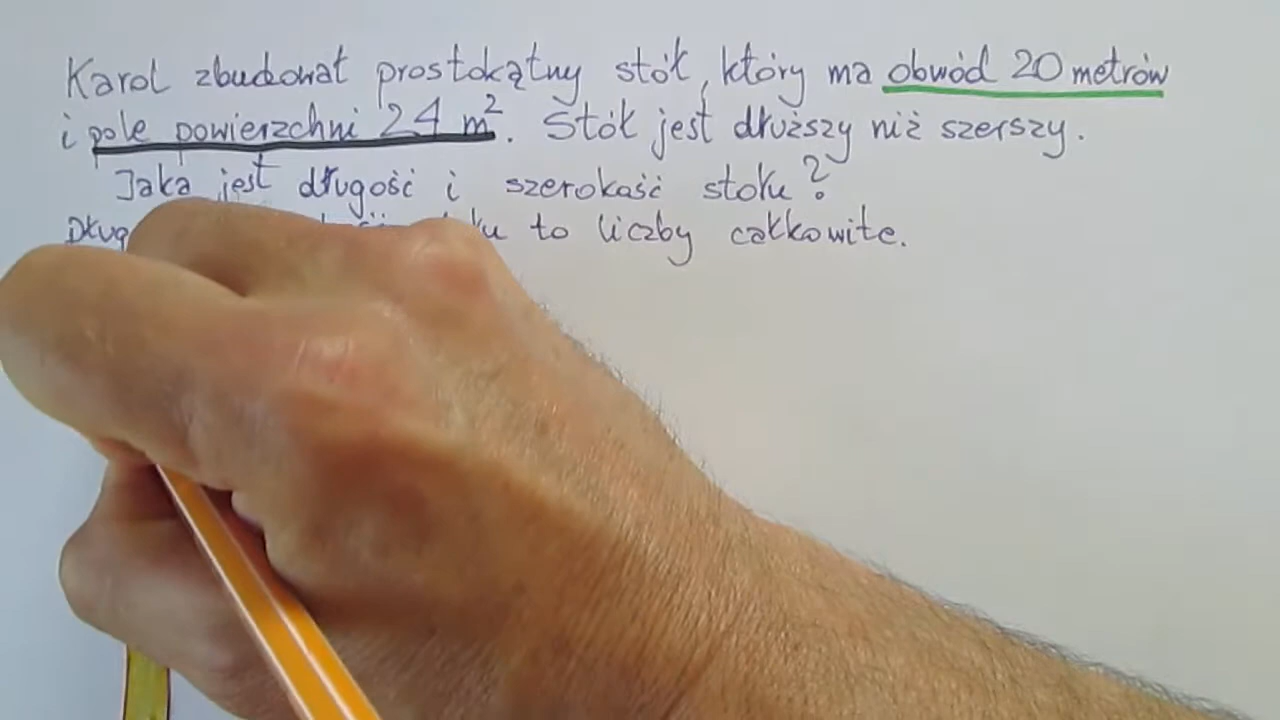 Karol zbudował prostokątny stół, który ma obwód 20 metrów
i pole powierzchni 24 m². Stół jest dłuższy niż szerszy.
Jaka jest długość i szerokość stołu?
to liczby całkowite.